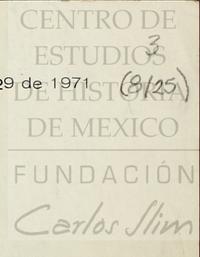 CENTRO DE
ESTUDIOS
3
29 de 1971 (8/25)
DE HISTORIA
DE MEXICO
FUNDACIÓN
Carlos Slim